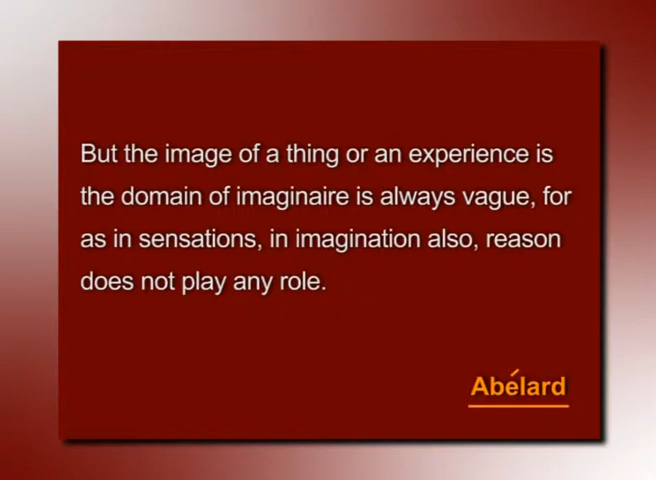 But the image of a thing or an experience is
the domain of imaginaire is always vague, for
as in sensations, in imagination also, reason
does not play any role.
Abélard